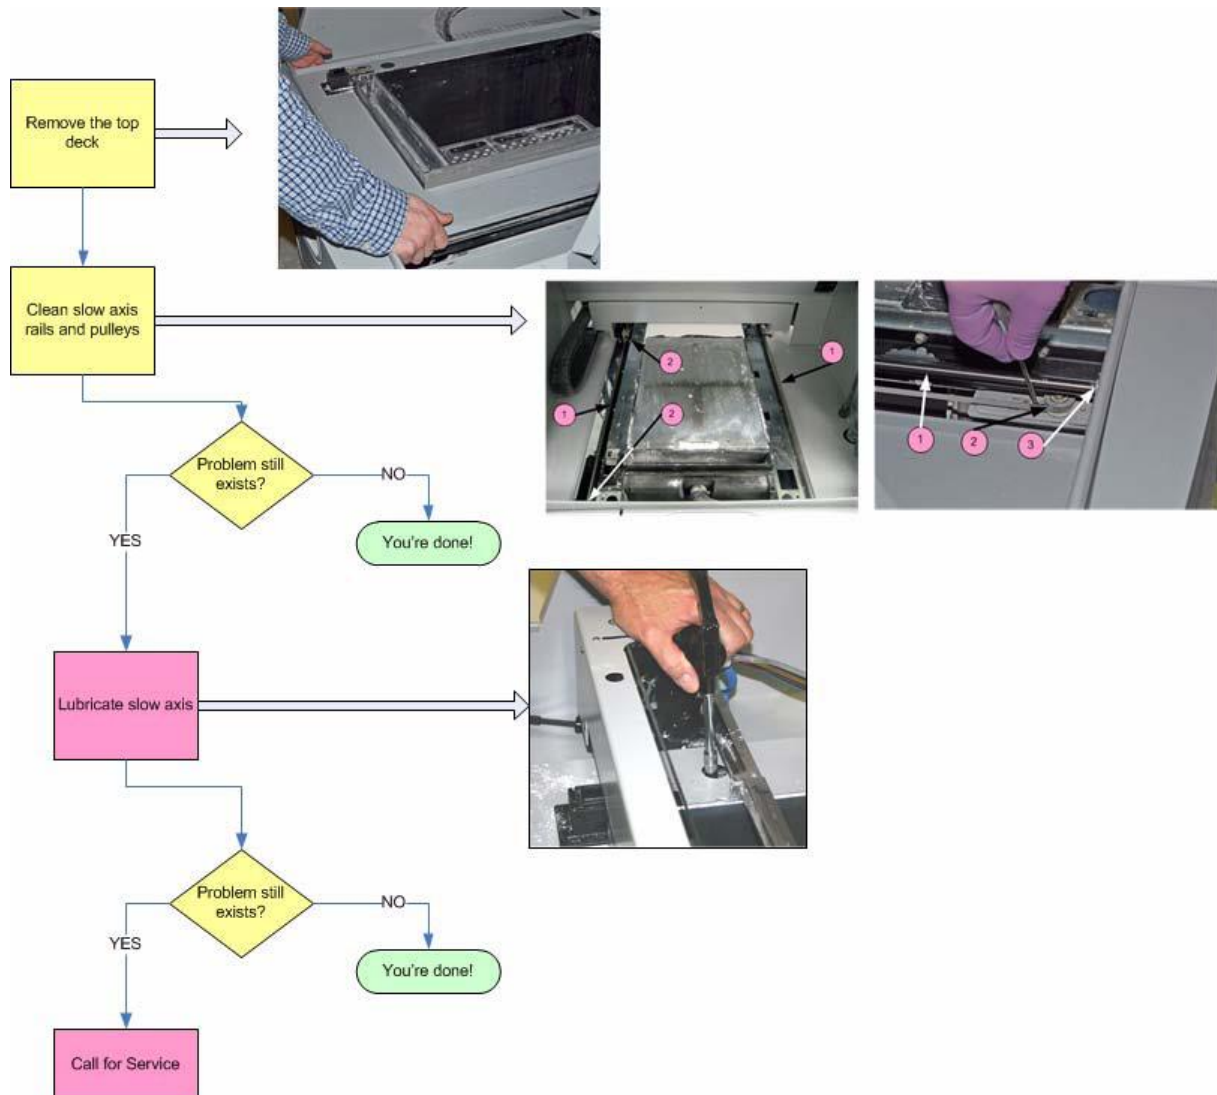 Remove the top
deck
Clean slow axis
rails and pulleys
1
2
1
2
1
2
3
Problem still
exists?
NO
YES
You're done!
Lubricate slow axis
Problem still
exists?
NO
YES
You're done!
Call for Service